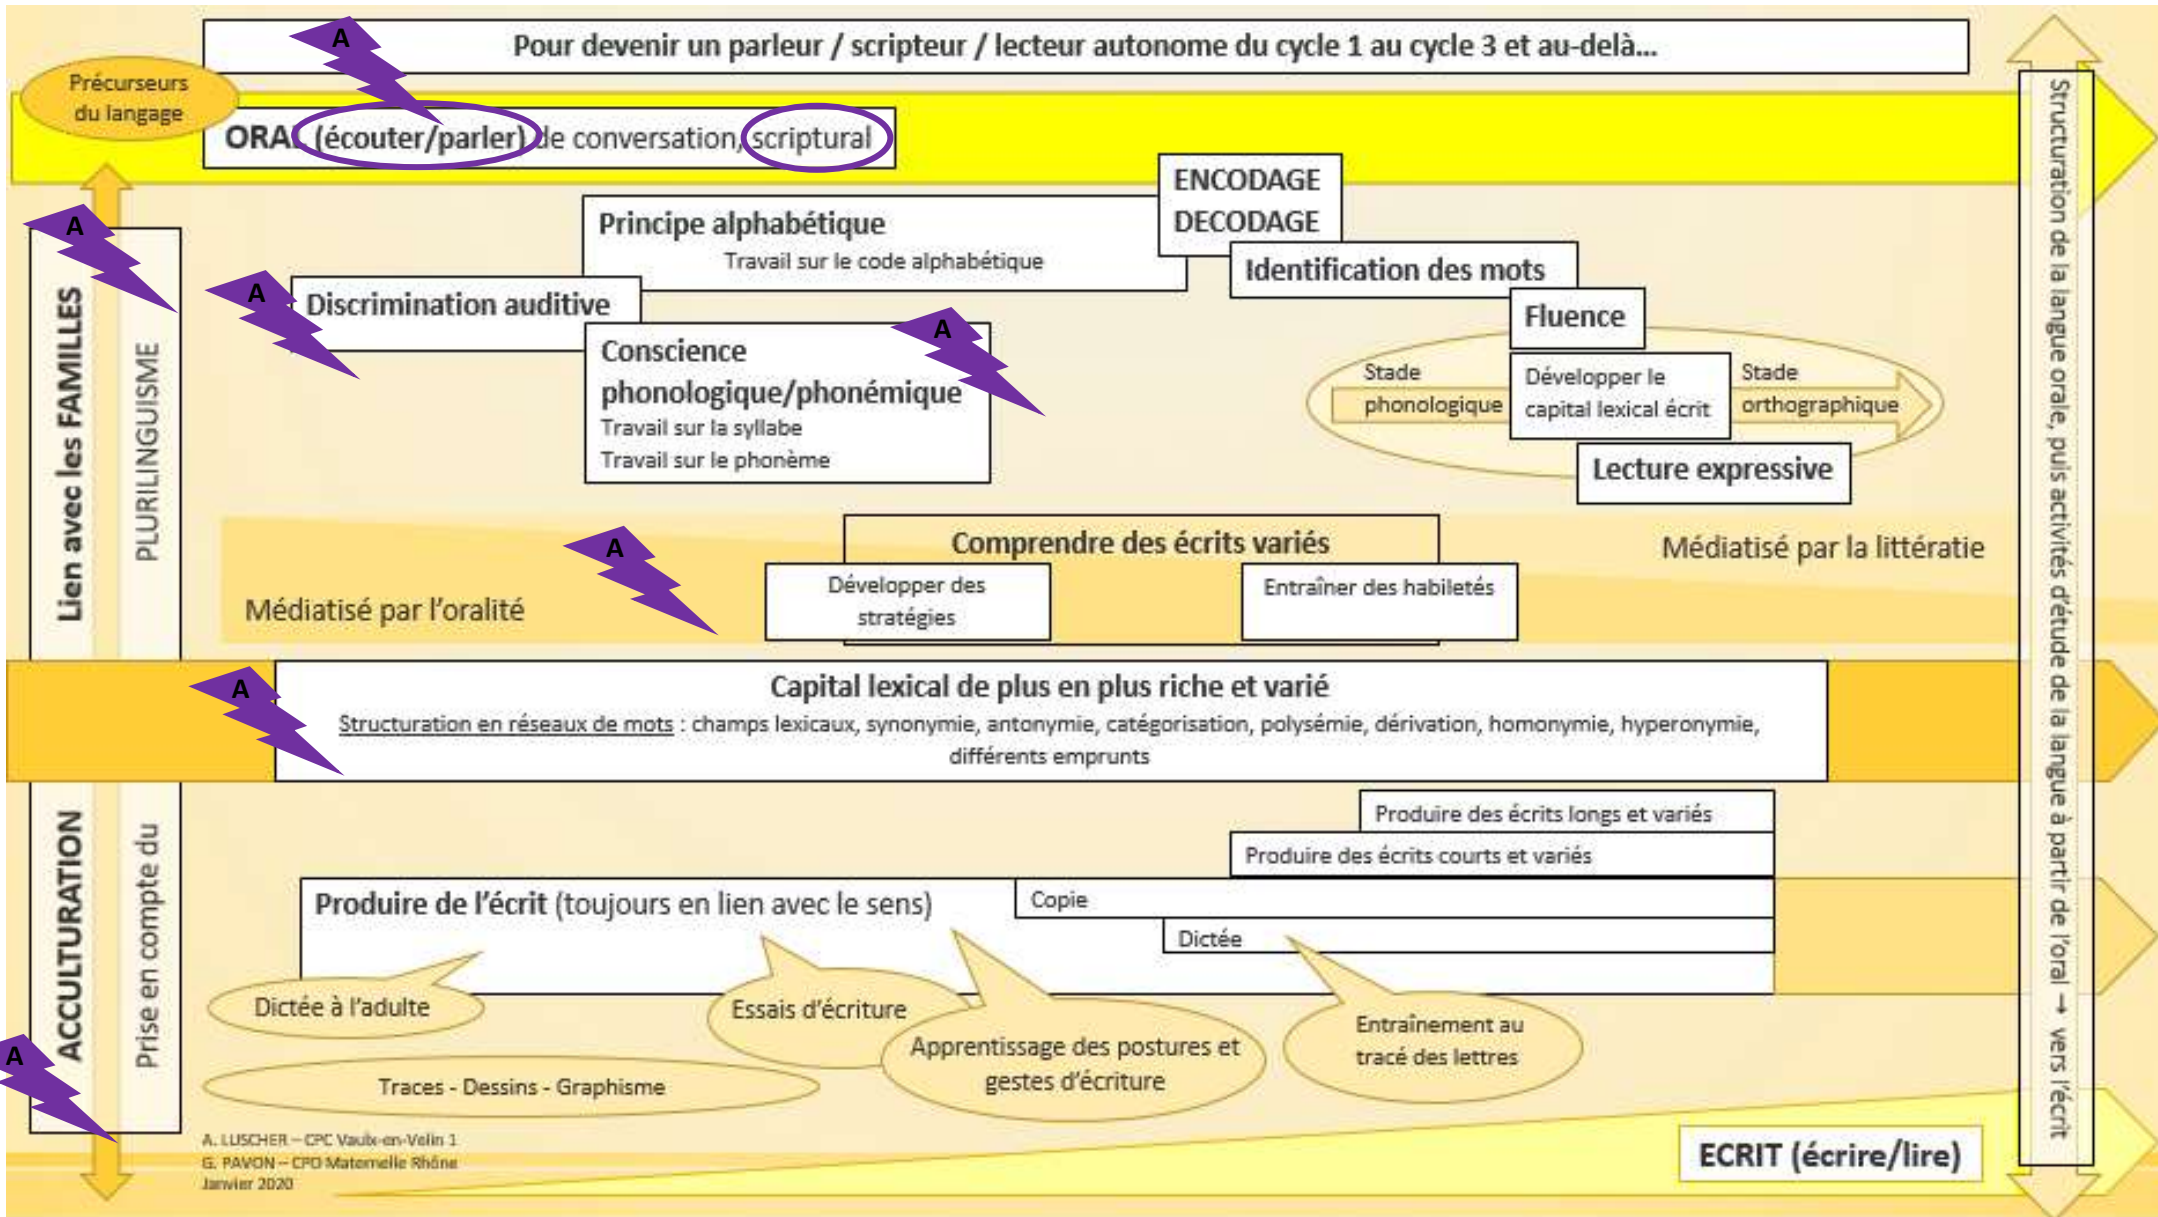 A
Pour devenir un parleur / scripteur / lecteur autonome du cycle 1 au cycle 3 et au-delà...
Précurseurs
du langage
ORAL (écouter/parler) de conversation, scriptural
A
Lien avec les FAMILLES
PLURILINGUISME
ENCODAGE
DECODAGE
Principe alphabétique
Travail sur le code alphabétique
Identification des mots
A
Discrimination auditive
Fluence
A
Conscience
phonologique/phonémique
Travail sur la syllabe
Travail sur le phonème
Stade
phonologique
Développer le
capital lexical écrit
Stade
orthographique
Lecture expressive
A
Comprendre des écrits variés
Médiatisé par la littératie
Développer des
stratégies
Entraîner des habiletés
Médiatisé par l'oralité
A
Capital lexical de plus en plus riche et varié
Structuration en réseaux de mots : champs lexicaux, synonymie, antonymie, catégorisation, polysémie, dérivation, homonymie, hyperonymie,
différents emprunts
ACCULTURATION
Prise en compte du
A
Produire des écrits longs et variés
Produire des écrits courts et variés
Produire de l'écrit (toujours en lien avec le sens)
Copie
Dictée
Dictée à l'adulte
Essais d'écriture
Apprentissage des postures et
gestes d'écriture
Entraînement au
tracé des lettres
Traces - Dessins - Graphisme
A. LUSCHER – CPC Vaulx-en-Velin 1
G. PAVON – CPD Maternelle Rhône
Janvier 2020
ECRIT (écrire/lire)
Structuration de la langue orale, puis activités d'étude de la langue à partir de l'oral → vers l'écrit